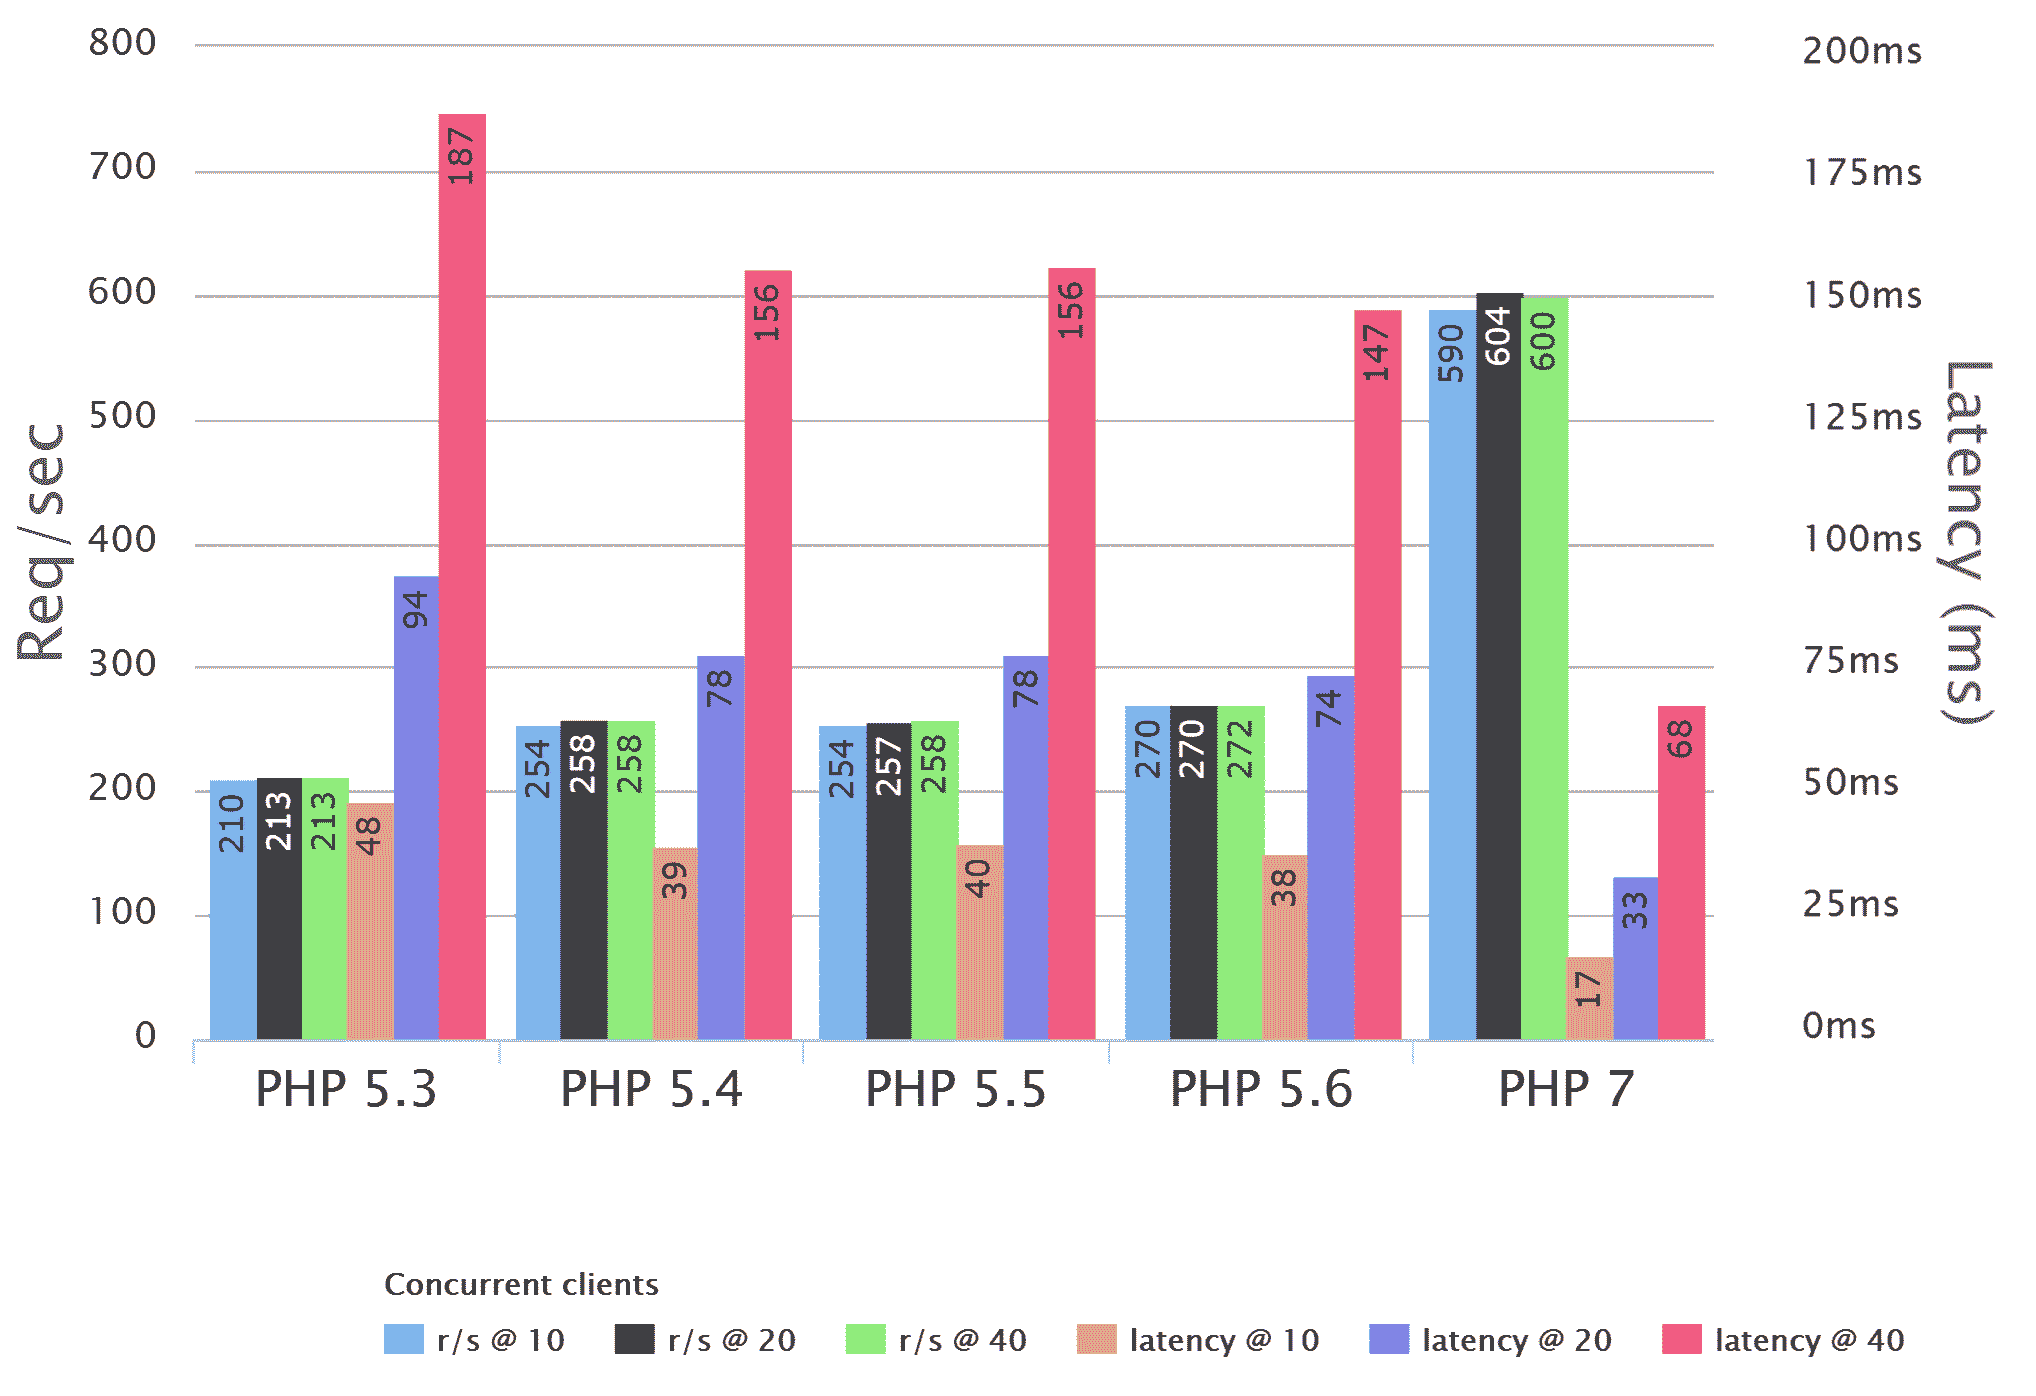 800
700
600
500
400
300
200
100
0
Req/sec
200ms
175ms
150ms
125ms
100ms
75ms
50ms
25ms
0ms
Latency (ms)
210
213
213
48
94
187
254
258
258
39
78
156
254
257
258
40
78
156
270
270
272
38
74
147
590
604
600
17
33
68
PHP 5.3
PHP 5.4
PHP 5.5
PHP 5.6
PHP 7
Concurrent clients
r/s @ 10
r/s @ 20
r/s @ 40
latency @ 10
latency @ 20
latency @ 40